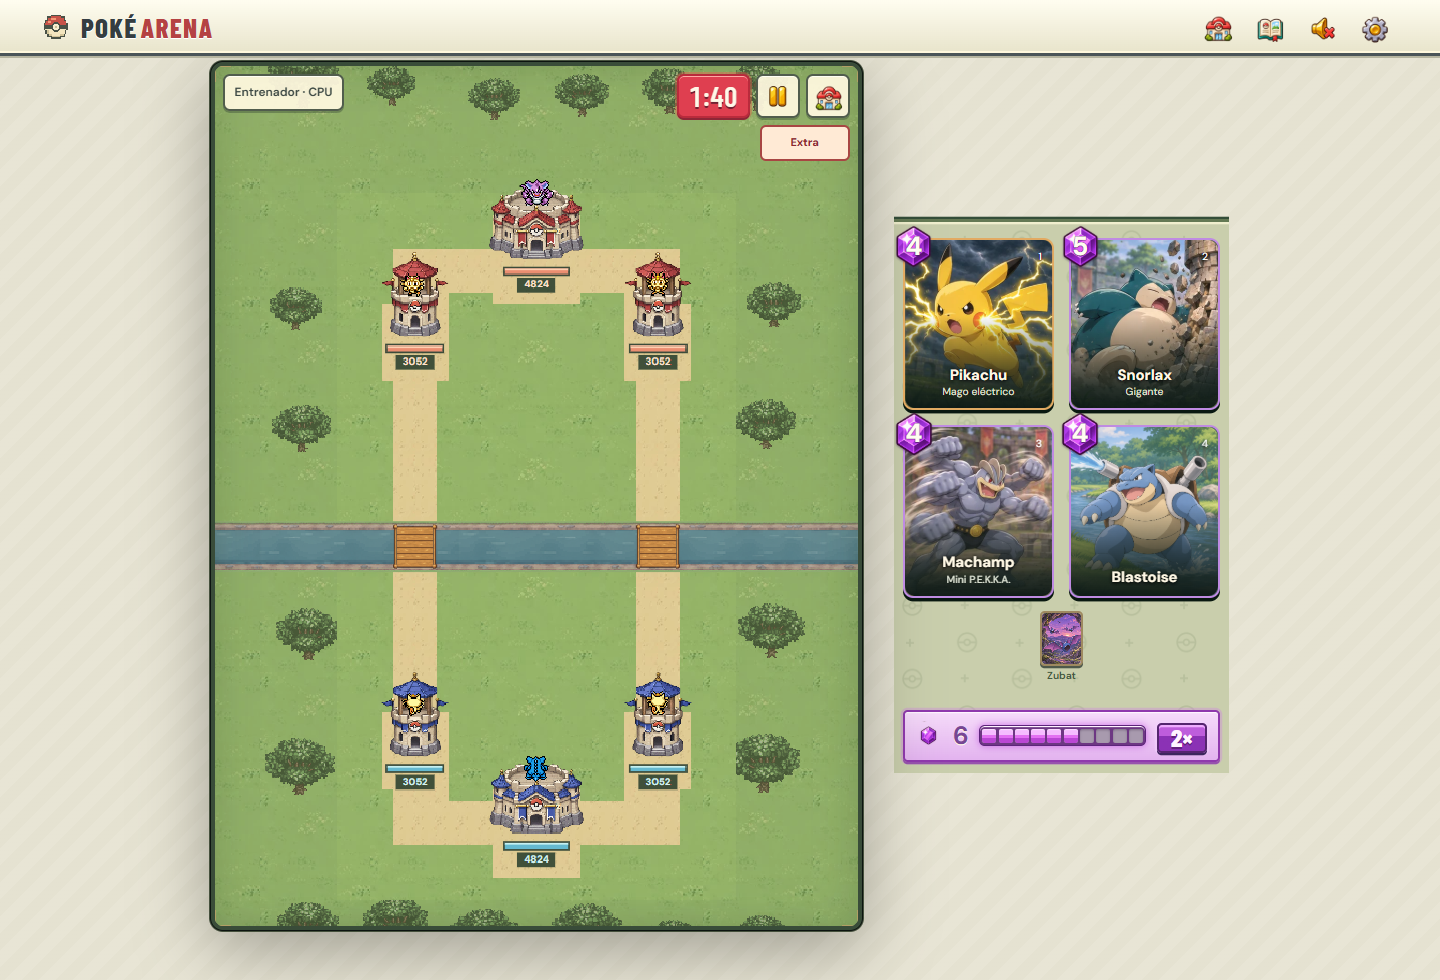 POKÉ ARENA
Entrenador · CPU
1:40
Extra
4824
3052
3052
3052
3052
4824
4
1
Pikachu
Mago eléctrico
5
2
Snorlax
Gigante
4
3
Machamp
Mini P.E.K.K.A.
4
4
Blastoise
Zubat
6
2×